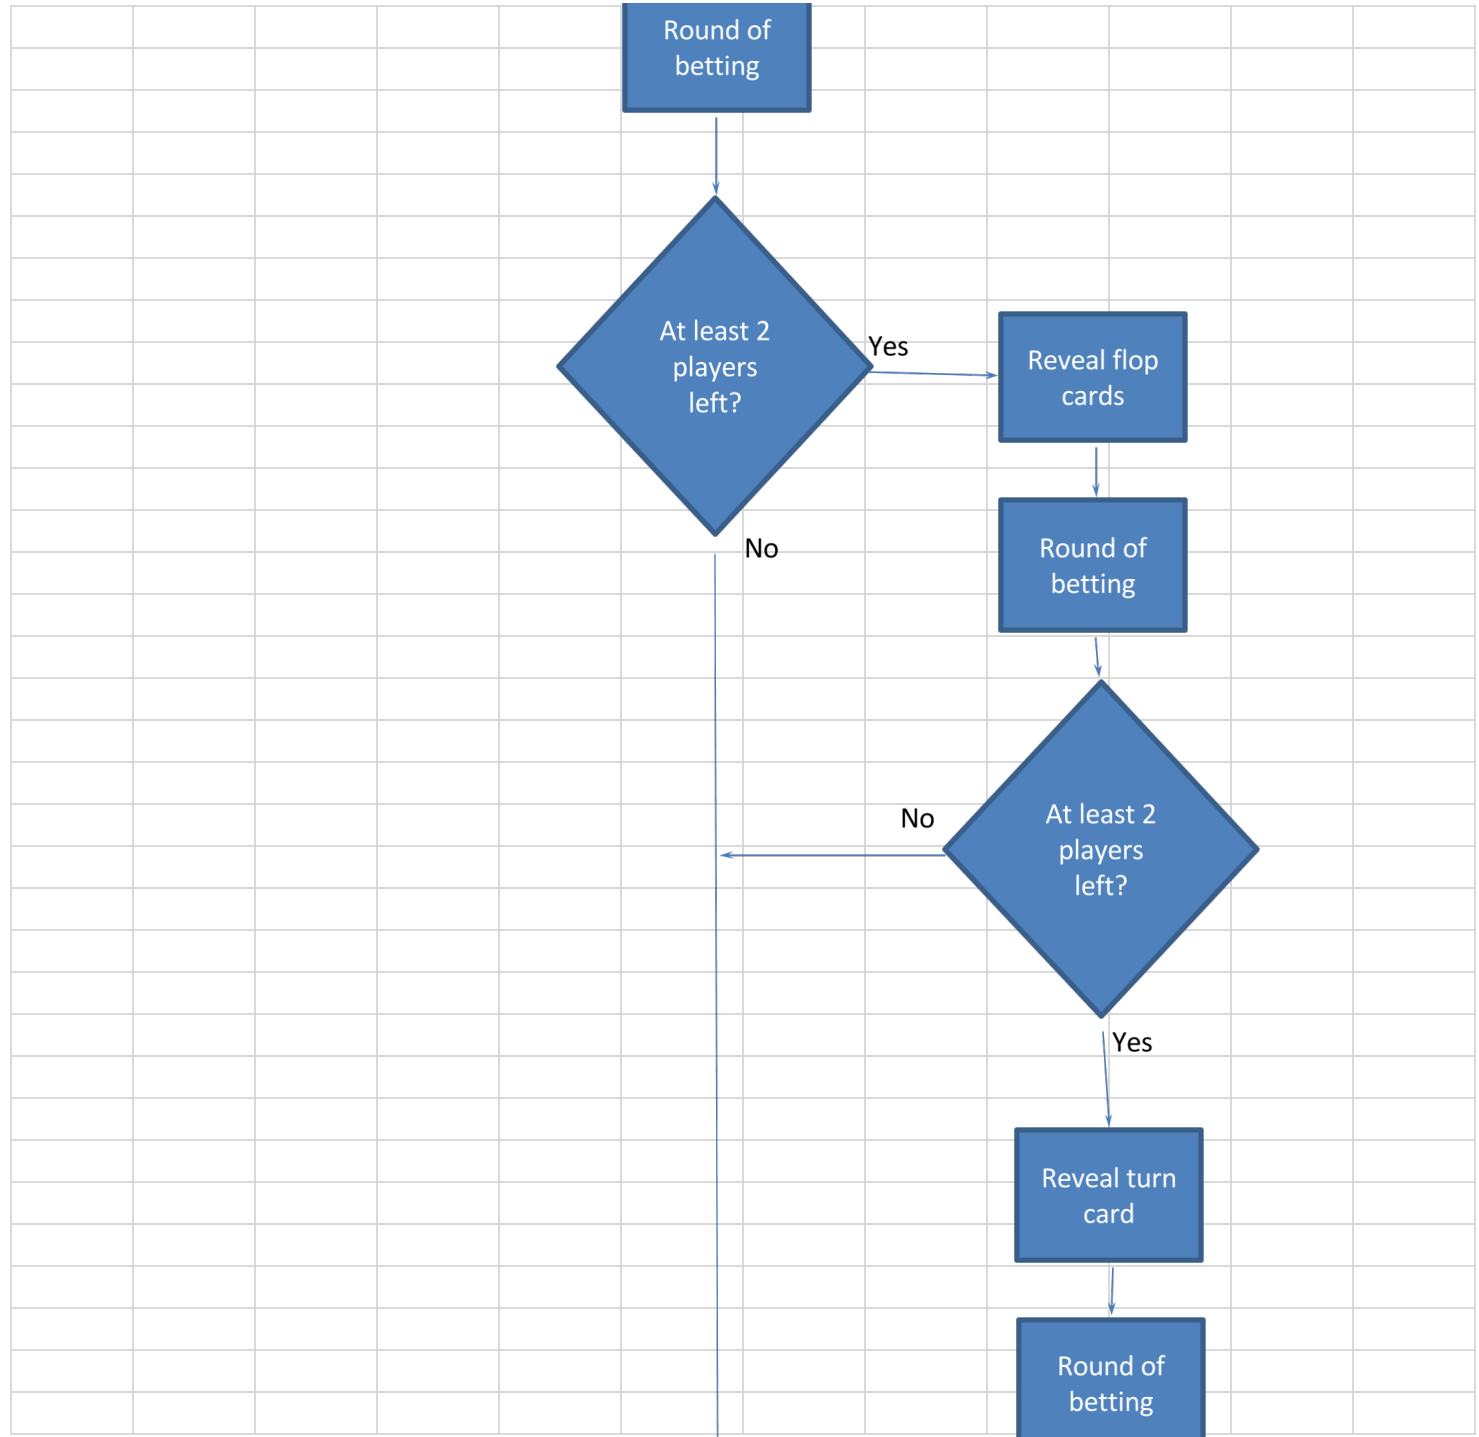 Round of
betting
At least 2
players
left?
Yes
Reveal flop
cards
No
Round of
betting
No
At least 2
players
left?
Yes
Reveal turn
card
Round of
betting